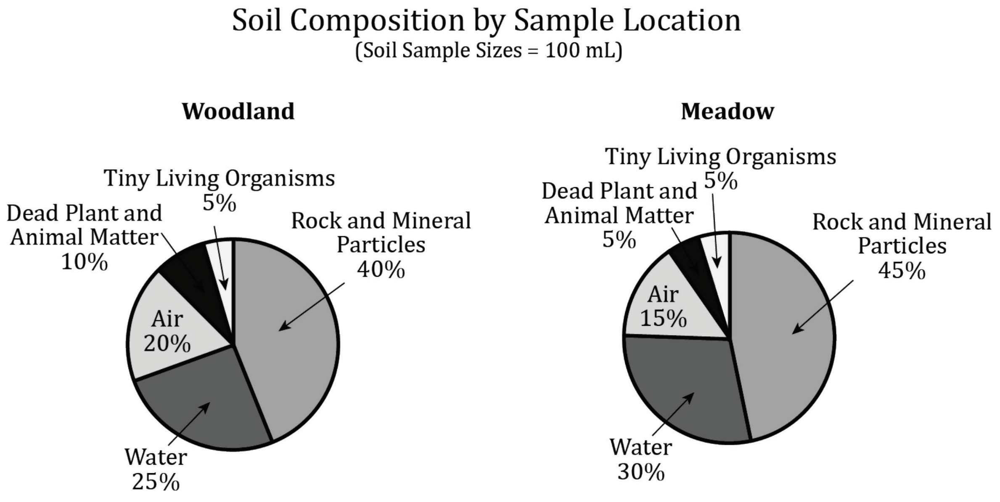 Soil Composition by Sample Location
(Soil Sample Sizes = 100 mL)
Woodland
Tiny Living Organisms
5%
Dead Plant and
Animal Matter
10%
Rock and Mineral
Particles
40%
Air
20%
Water
25%
Meadow
Tiny Living Organisms
5%
Dead Plant and
Animal Matter
5%
Rock and Mineral
Particles
45%
Air
15%
Water
30%